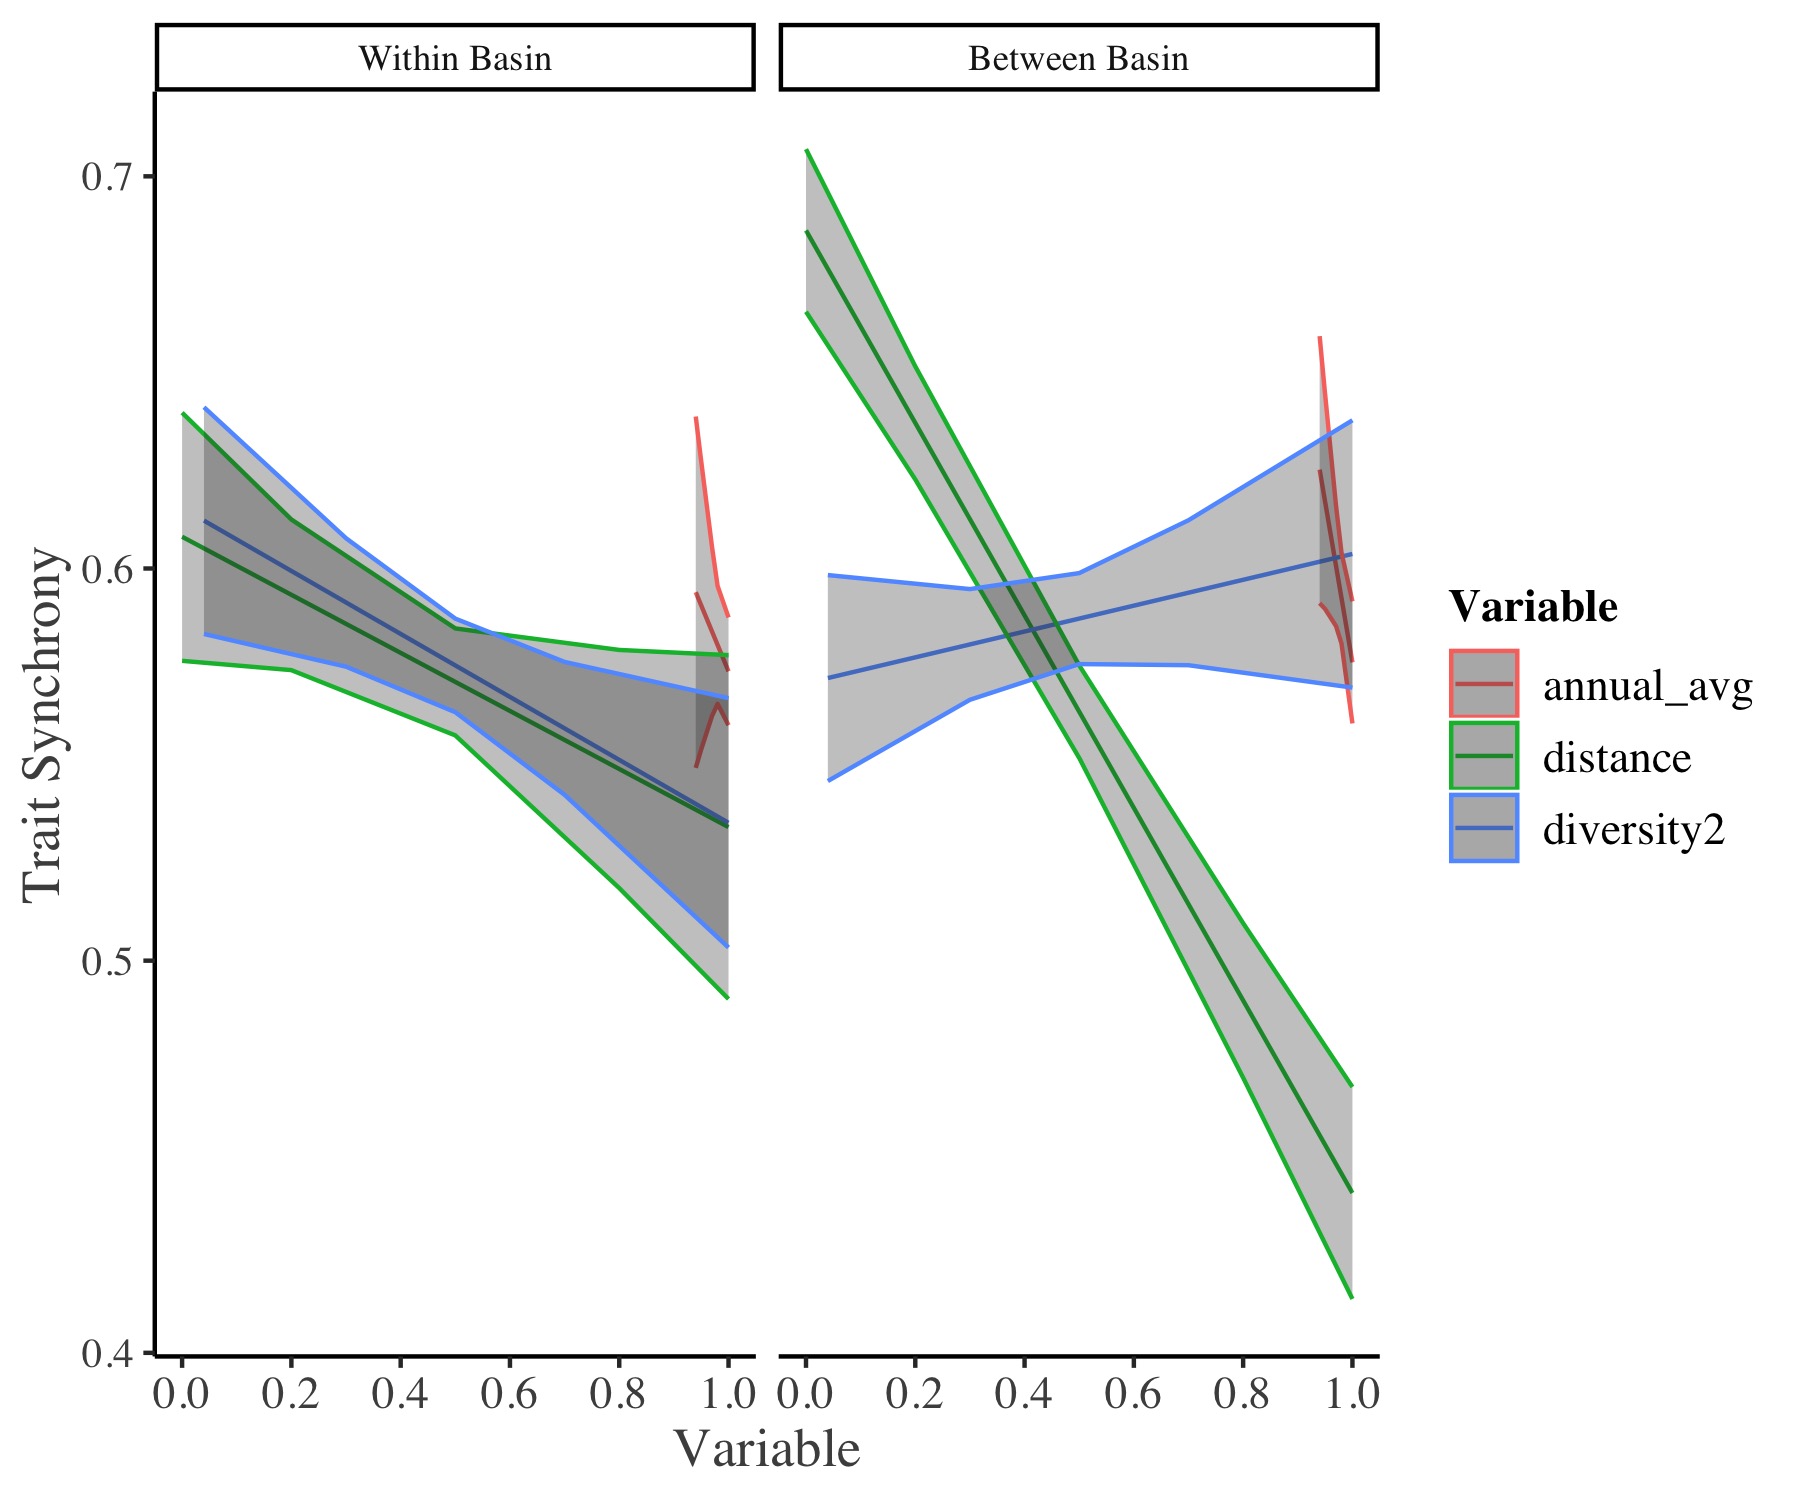 Within Basin
Between Basin
0.7
0.6
0.5
0.4
Trait Synchrony
0.0 0.2 0.4 0.6 0.8 1.0
0.0 0.2 0.4 0.6 0.8 1.0
Variable
Variable
annual_avg
distance
diversity2